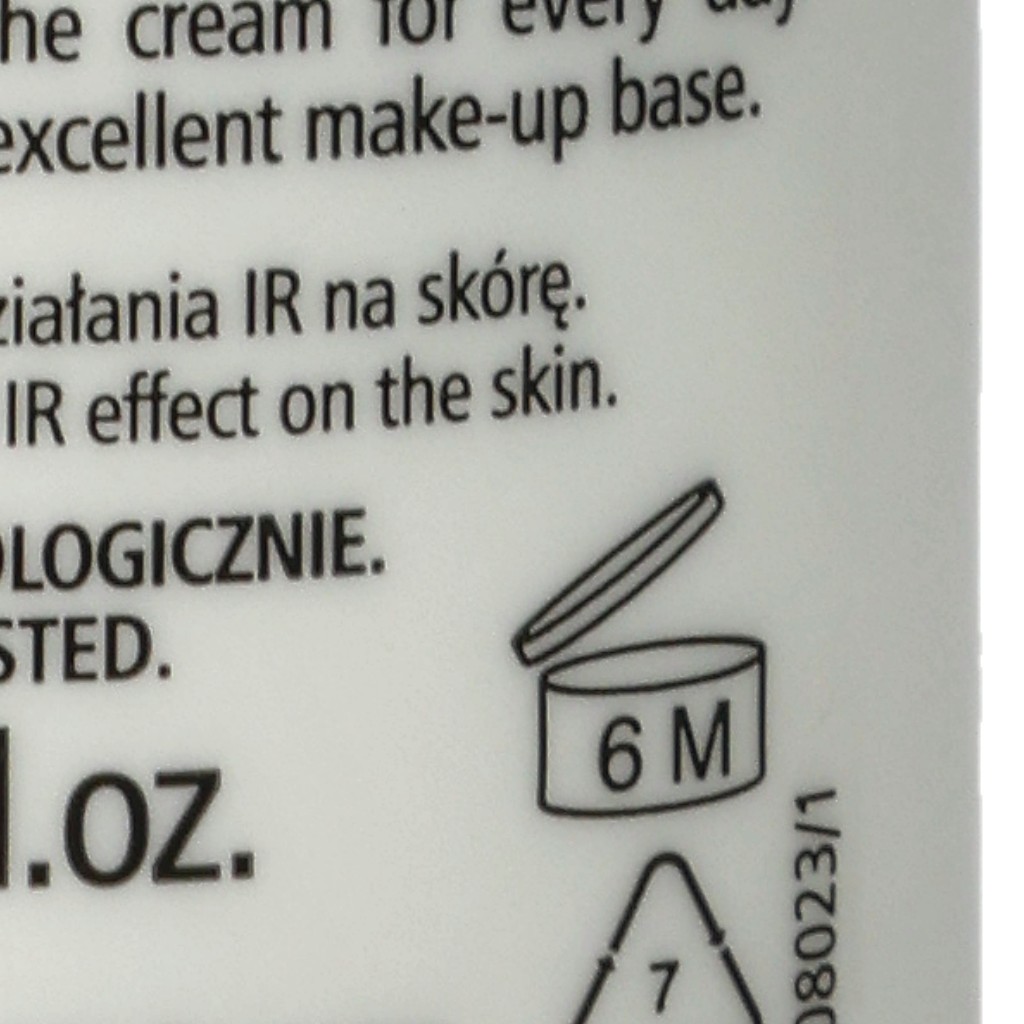 he cream for every day
excellent make-up base.
ziałania IR na skórę.
IR effect on the skin.
OLOGICZNIE.
STED.
l.oz.
6 M
7
08023/1